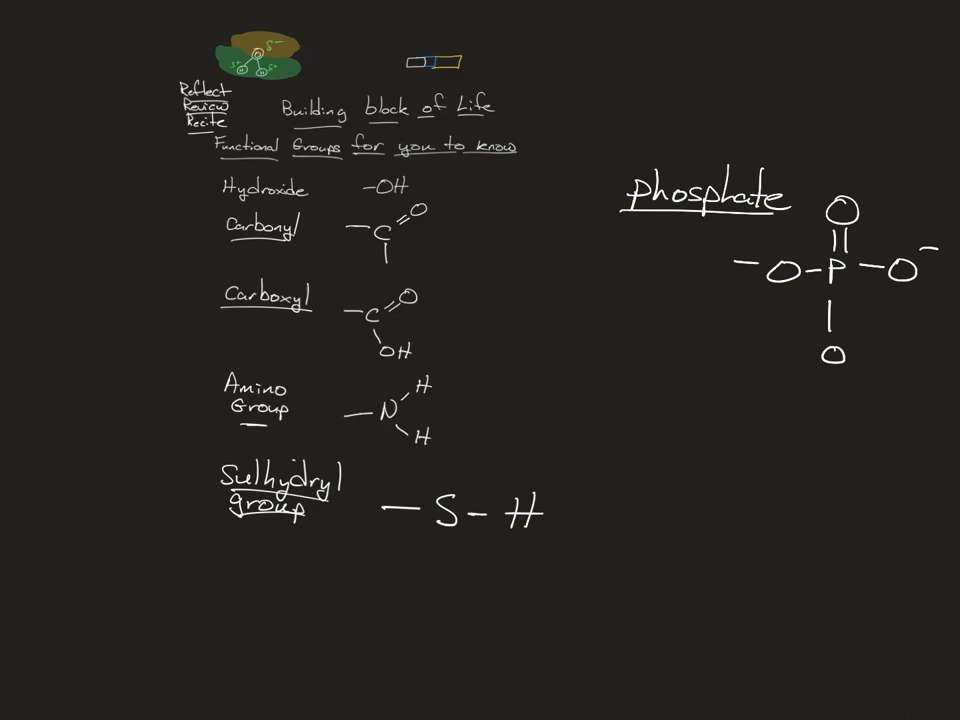 δ-
O
δ+ δ+
H H
Reflect
Review
Recite
Building block of Life
Functional Groups for you to know
Hydroxide -OH
Carbonyl
O
-C
Carboxyl
O
-C
OH
Amino
Group
H
-N
H
Sulhydryl
group
- S - H
phosphate
O
- O - P - O-
O